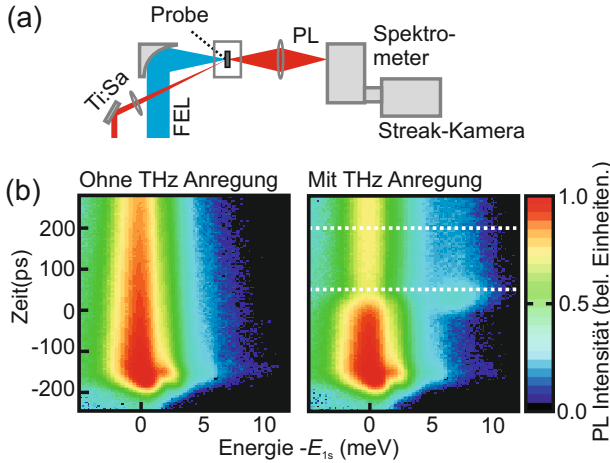 (a)
Probe
PL
Spektro-
meter
Ti:Sa
FEL
Streak-Kamera
(b)
Ohne THz Anregung
Mit THz Anregung
Zeit(ps)
200
100
0
-100
-200
0
5
10
0
5
10
Energie -E1s (meV)
1.0
0.5
0.0
PL Intensität (bel. Einheiten.)